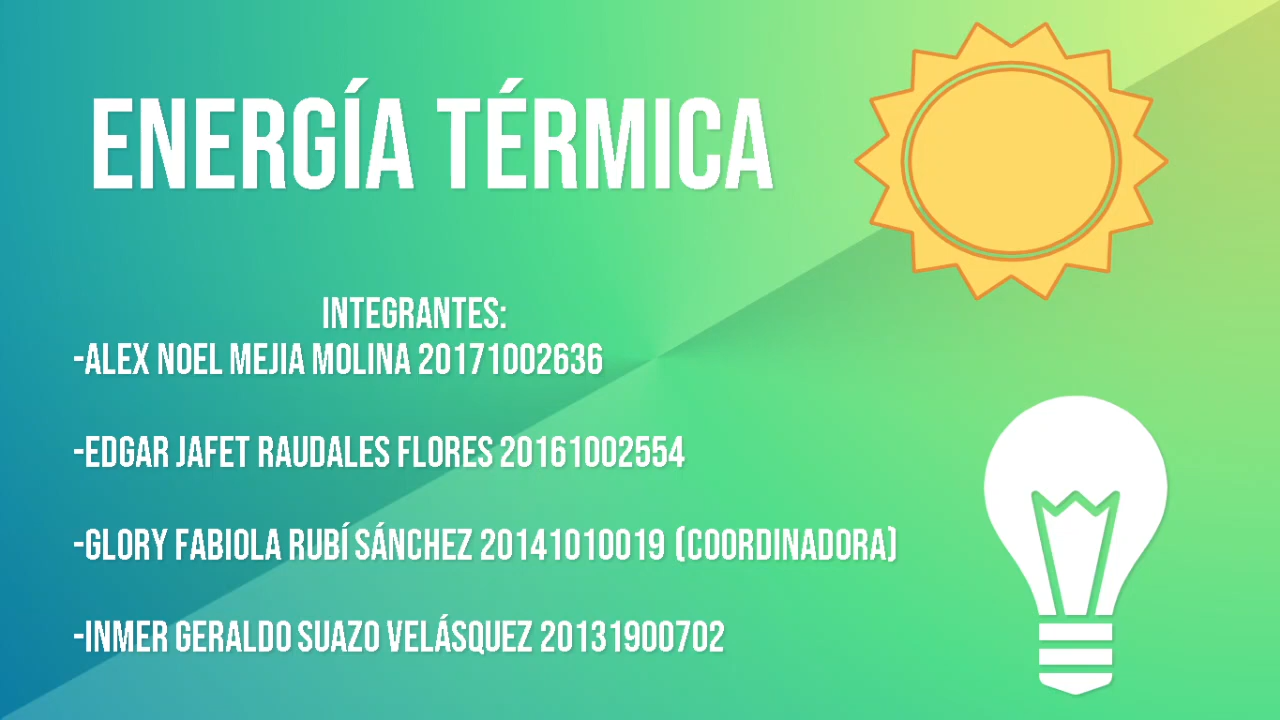 ENERGÍA TÉRMICA
INTEGRANTES:
-ALEX NOEL MEJIA MOLINA 20171002636
-EDGAR JAFET RAUDALES FLORES 20161002554
-GLORY FABIOLA RUBÍ SÁNCHEZ 20141010019 (COORDINADORA)
-INMER GERALDO SUAZO VELÁSQUEZ 20131900702